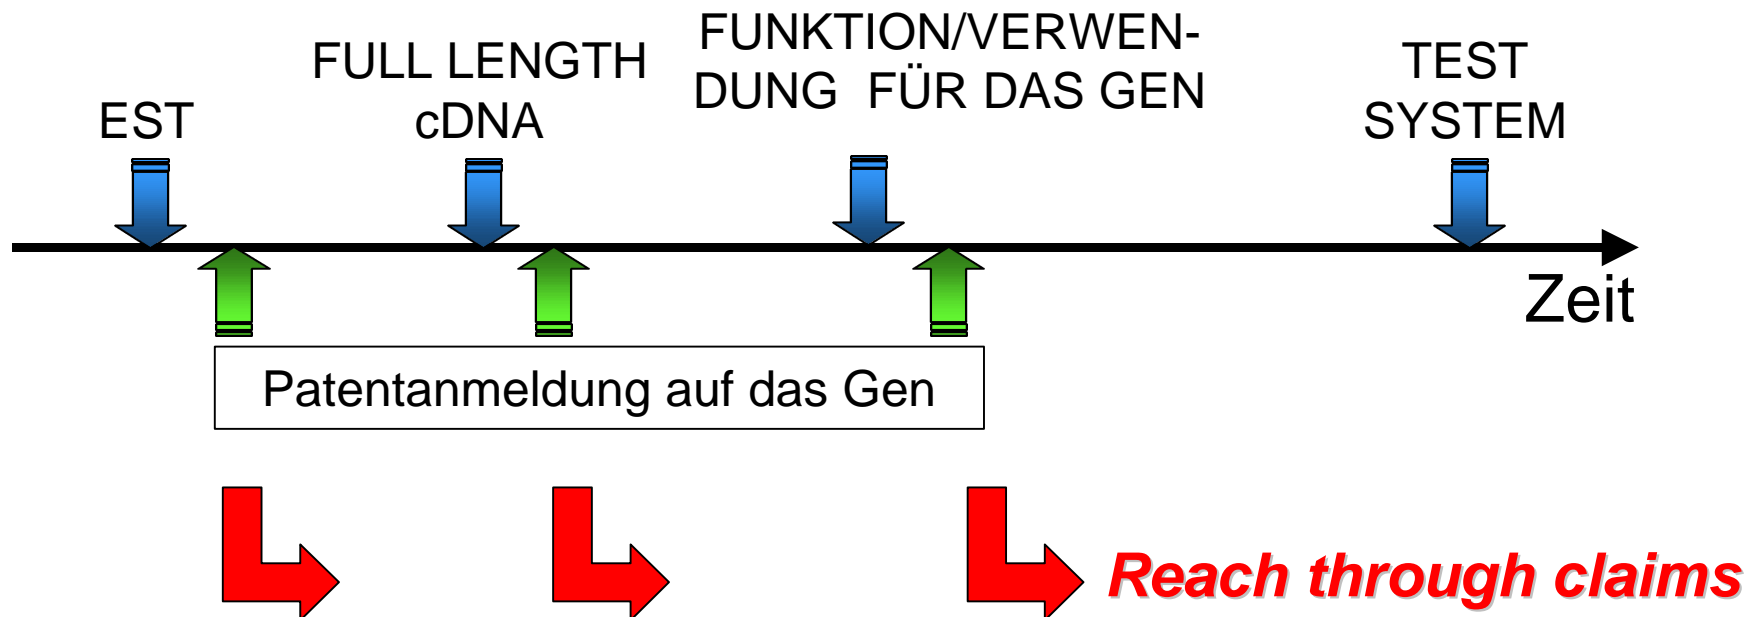 EST
FULL LENGTH
cDNA
FUNKTION/VERWEN-
DUNG FÜR DAS GEN
TEST
SYSTEM
Zeit
Patentanmeldung auf das Gen
Reach through claims